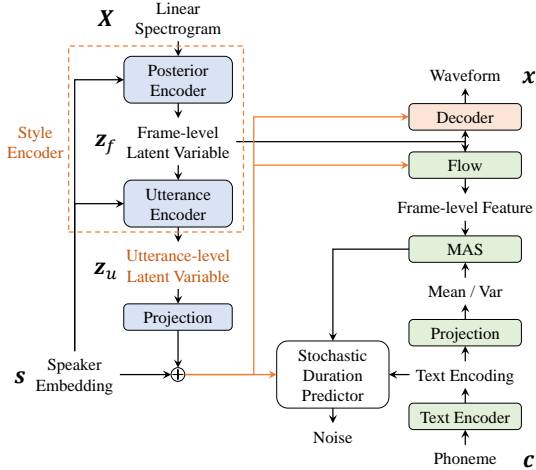 X
Linear
Spectrogram
Posterior
Encoder
Style
Encoder
z_f
Frame-level
Latent Variable
Utterance
Encoder
z_u
Utterance-level
Latent Variable
Projection
s
Speaker
Embedding
+
Waveform
x
Decoder
Flow
Frame-level Feature
MAS
Mean / Var
Projection
Stochastic
Duration
Predictor
Text Encoding
Text Encoder
Noise
Phoneme
c